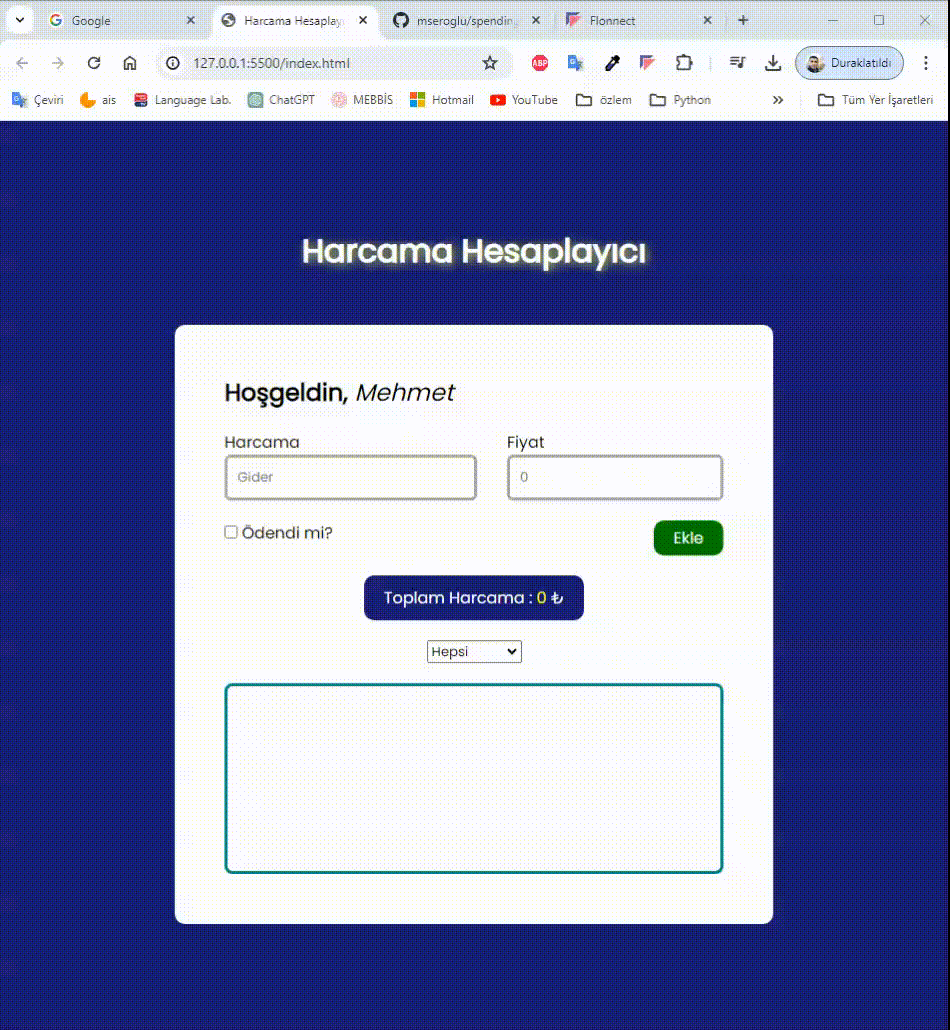 Google
Harcama Hesaplay
mseroglu/spendin
Flonnect
127.0.0.1:5500/index.html
ABP
Duraklatıldı
Çeviri
ais
Language Lab.
ChatGPT
MEBBİS
Hotmail
YouTube
özlem
Python
Tüm Yer İşaretleri
Harcama Hesaplayıcı
Hoşgeldin, Mehmet
Harcama Fiyat
Gider 0
Ödendi mi? Ekle
Toplam Harcama : 0 ₺
Hepsi